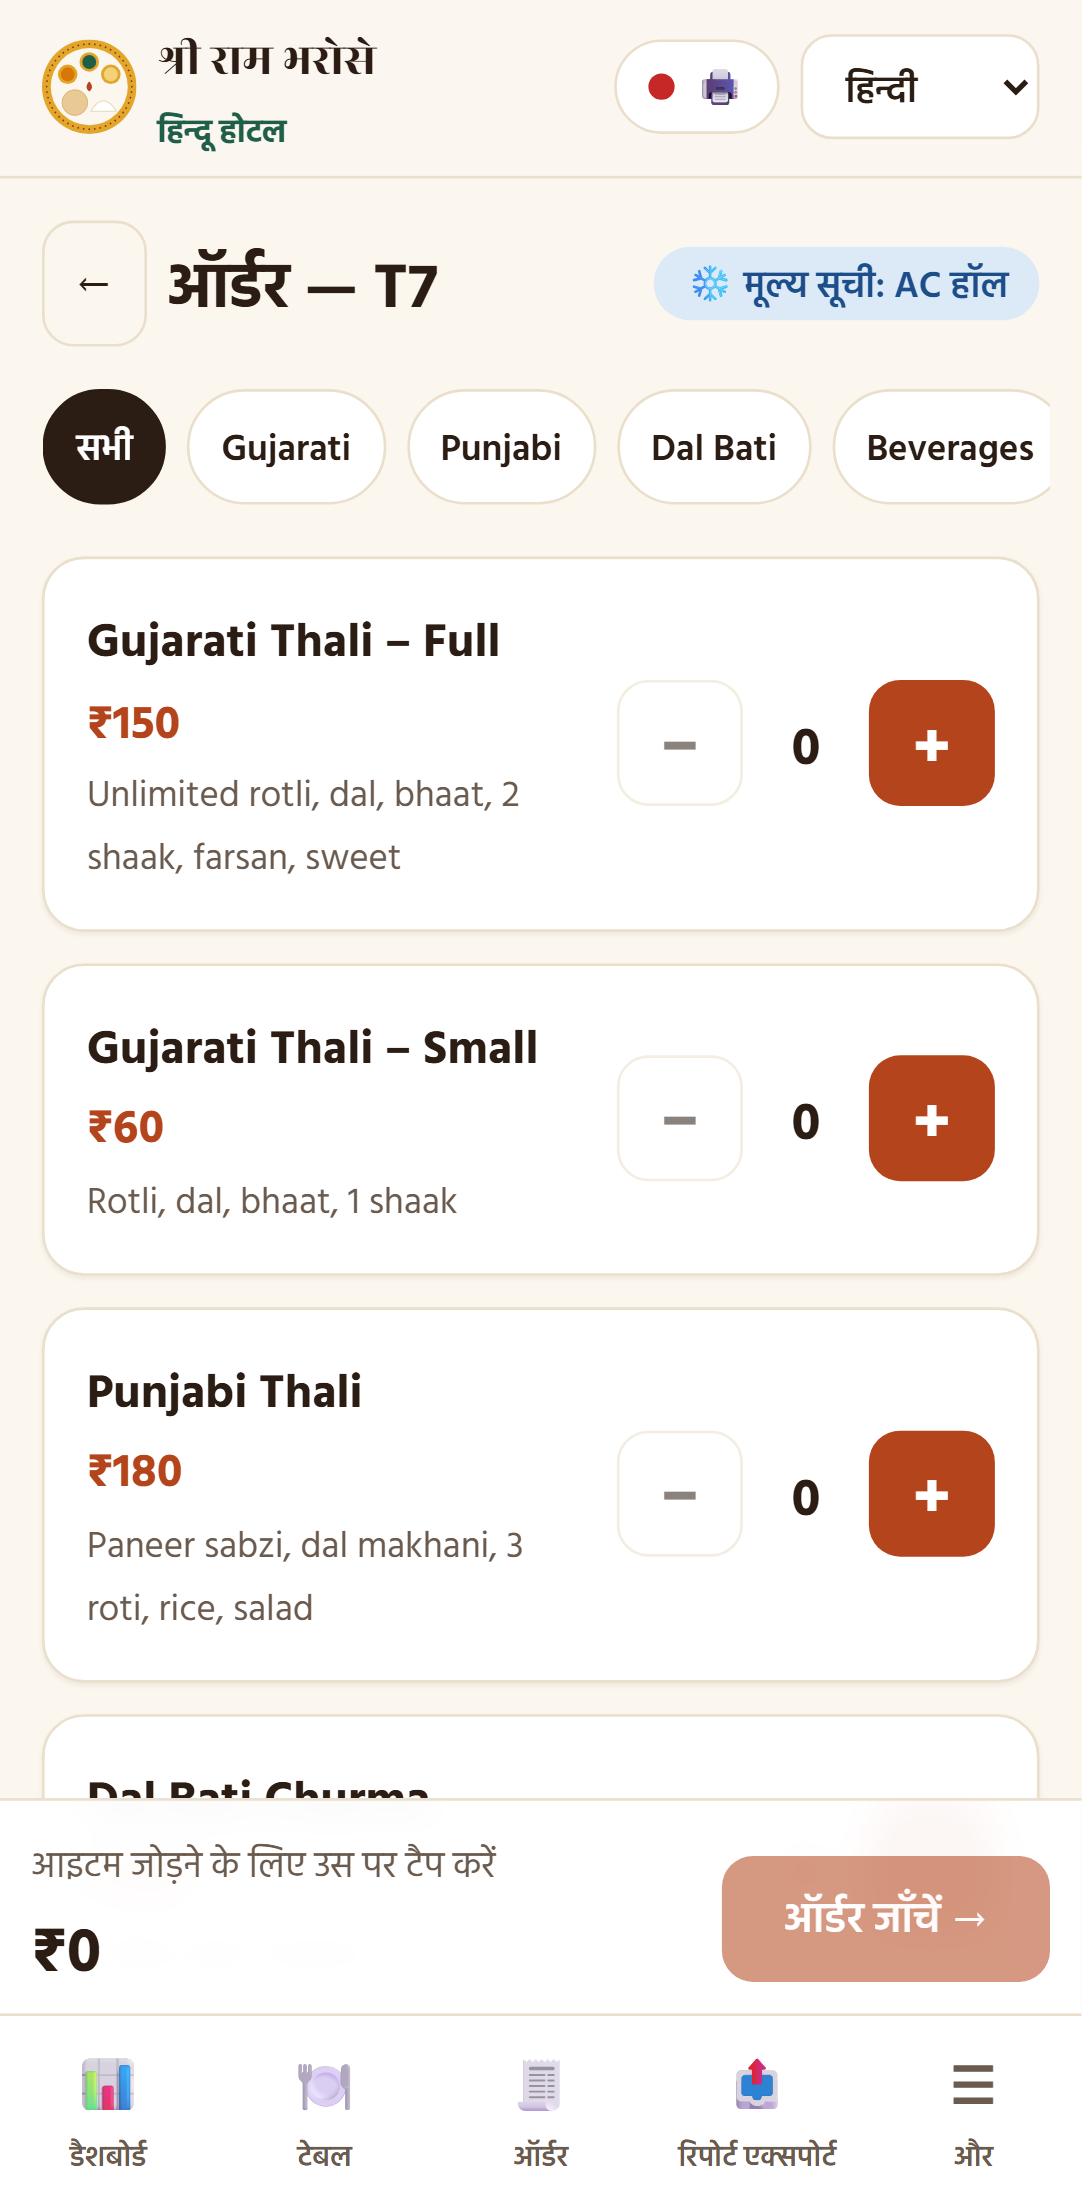 श्री राम भरोसे
हिन्दू होटल
हिन्दी
← ऑर्डर — T7
मूल्य सूची: AC हॉल
सभी Gujarati Punjabi Dal Bati Beverages
Gujarati Thali – Full
₹150
Unlimited rotli, dal, bhaat, 2
shaak, farsan, sweet
− 0 +
Gujarati Thali – Small
₹60
Rotli, dal, bhaat, 1 shaak
− 0 +
Punjabi Thali
₹180
Paneer sabzi, dal makhani, 3
roti, rice, salad
− 0 +
Dal Bati Churma
आइटम जोड़ने के लिए उस पर टैप करें
₹0
ऑर्डर जाँचें →
डैशबोर्ड टेबल ऑर्डर रिपोर्ट एक्सपोर्ट और